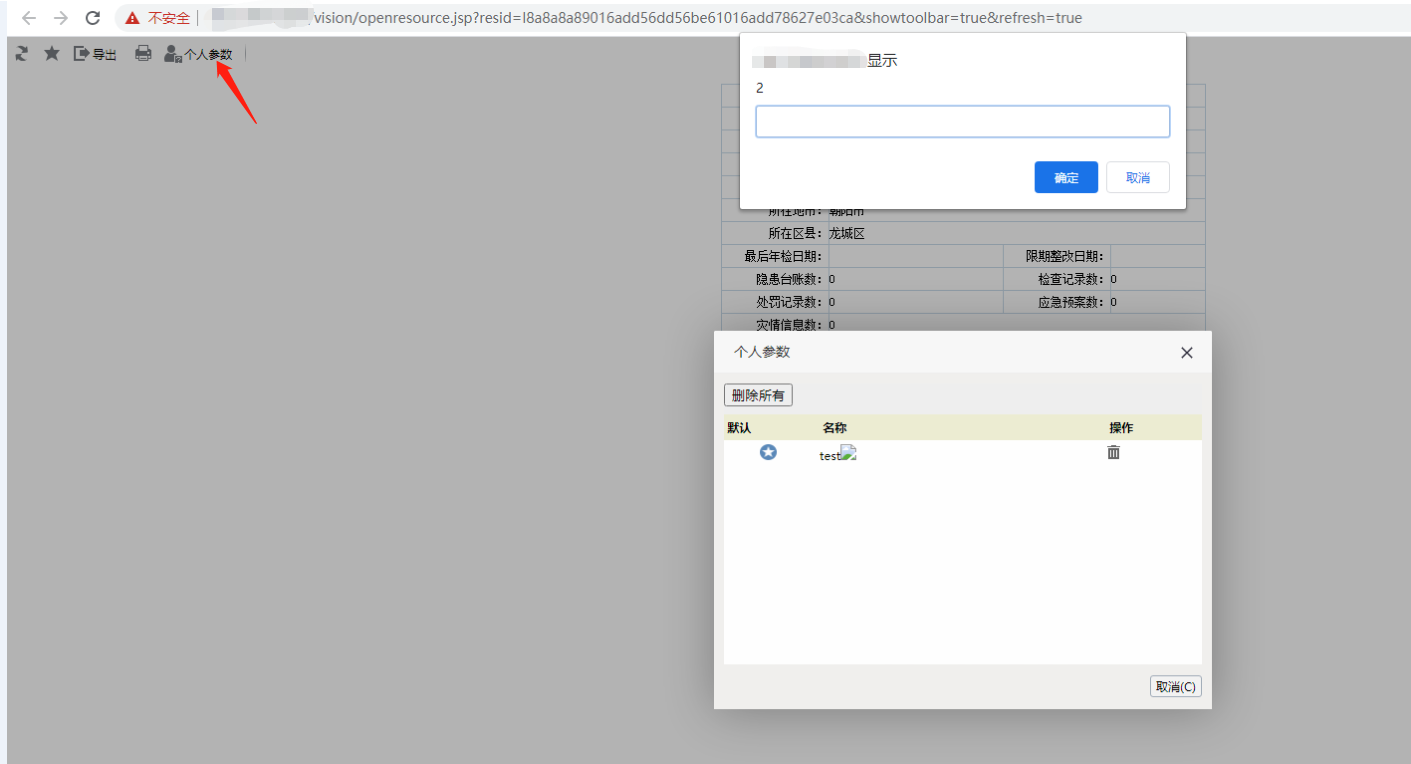 不安全 /vision/openresource.jsp?resid=I8a8a8a89016add56dd56be61016add78627e03ca&showtoolbar=true&refresh=true
导出 个人参数
显示
2
确定 取消
所在地市： 朝阳市
所在区县： 龙城区
最后年检日期： 限期整改日期：
隐患台账数： 0 检查记录数： 0
处罚记录数： 0 应急预案数： 0
灾情信息数： 0
个人参数
删除所有
默认 名称 操作
test
取消(C)